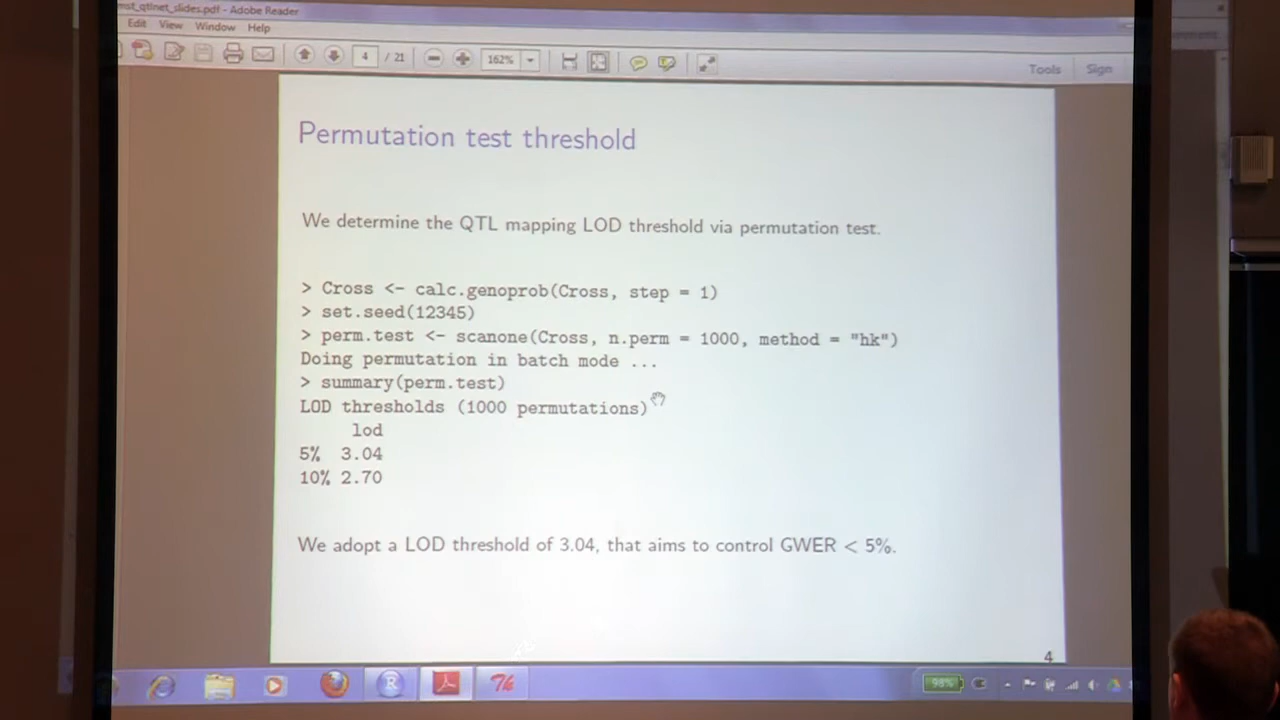 mst_qtlnet_slides.pdf - Adobe Reader
Edit View Window Help
4 / 21 162% Tools Sign
Permutation test threshold
We determine the QTL mapping LOD threshold via permutation test.
> Cross <- calc.genoprob(Cross, step = 1)
> set.seed(12345)
> perm.test <- scanone(Cross, n.perm = 1000, method = "hk")
Doing permutation in batch mode ...
> summary(perm.test)
LOD thresholds (1000 permutations)
lod
5% 3.04
10% 2.70
We adopt a LOD threshold of 3.04, that aims to control GWER < 5%.
4
R
98%